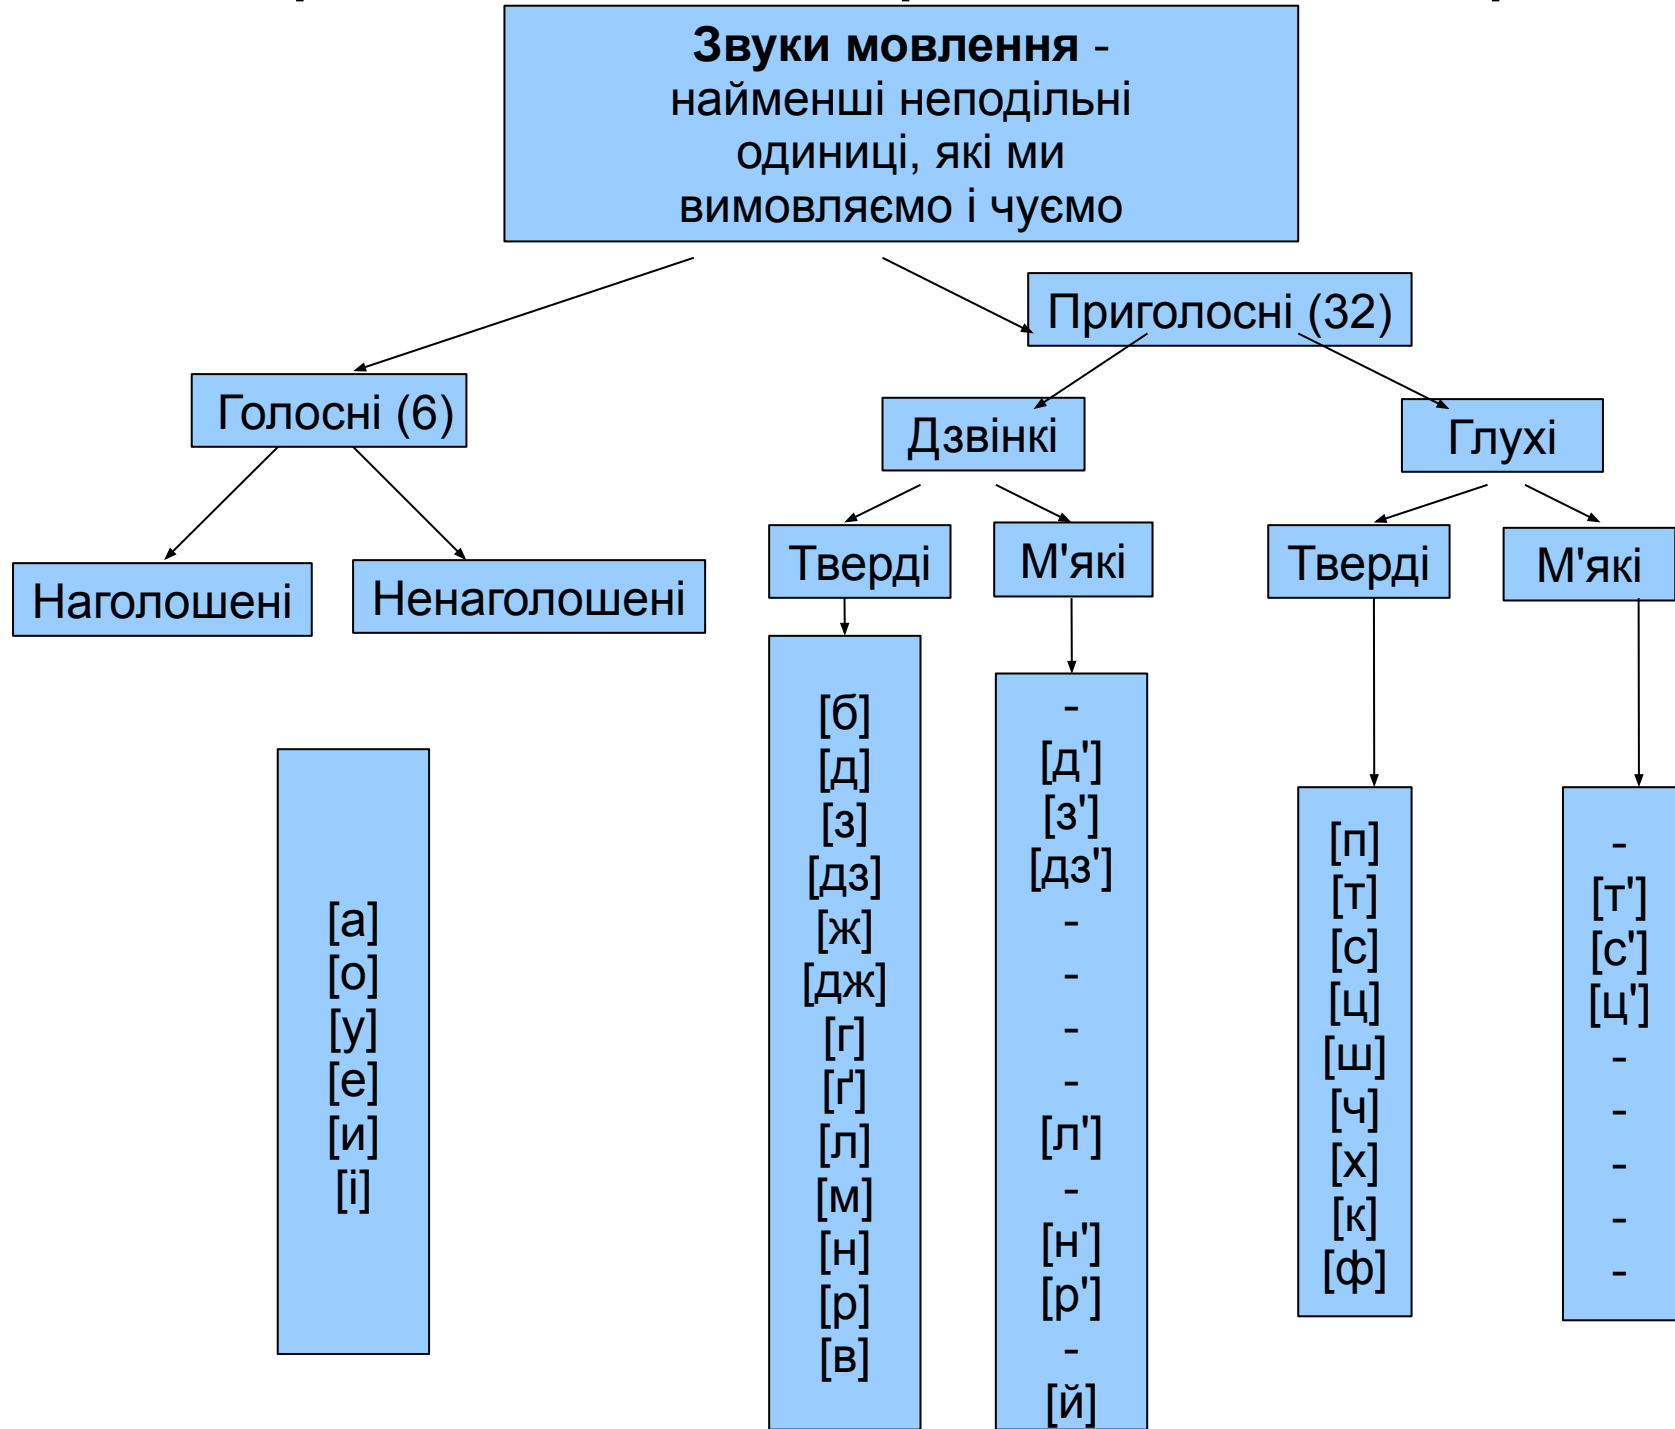 Звуки мовлення -
найменші неподільні
одиниці, які ми
вимовляємо і чуємо
Приголосні (32)
Голосні (6)
Дзвінкі
Глухі
Тверді
М'які
Тверді
М'які
Наголошені
Ненаголошені
[а]
[о]
[у]
[е]
[и]
[і]
[б]
[д]
[з]
[дз]
[ж]
[дж]
[г]
[ґ]
[л]
[м]
[н]
[р]
[в]
-
[д']
[з']
[дз']
-
-
-
-
[л']
-
[н']
[р']
-
[й]
[п]
[т]
[с]
[ц]
[ш]
[ч]
[х]
[к]
[ф]
-
[т']
[с']
[ц']
-
-
-
-
-